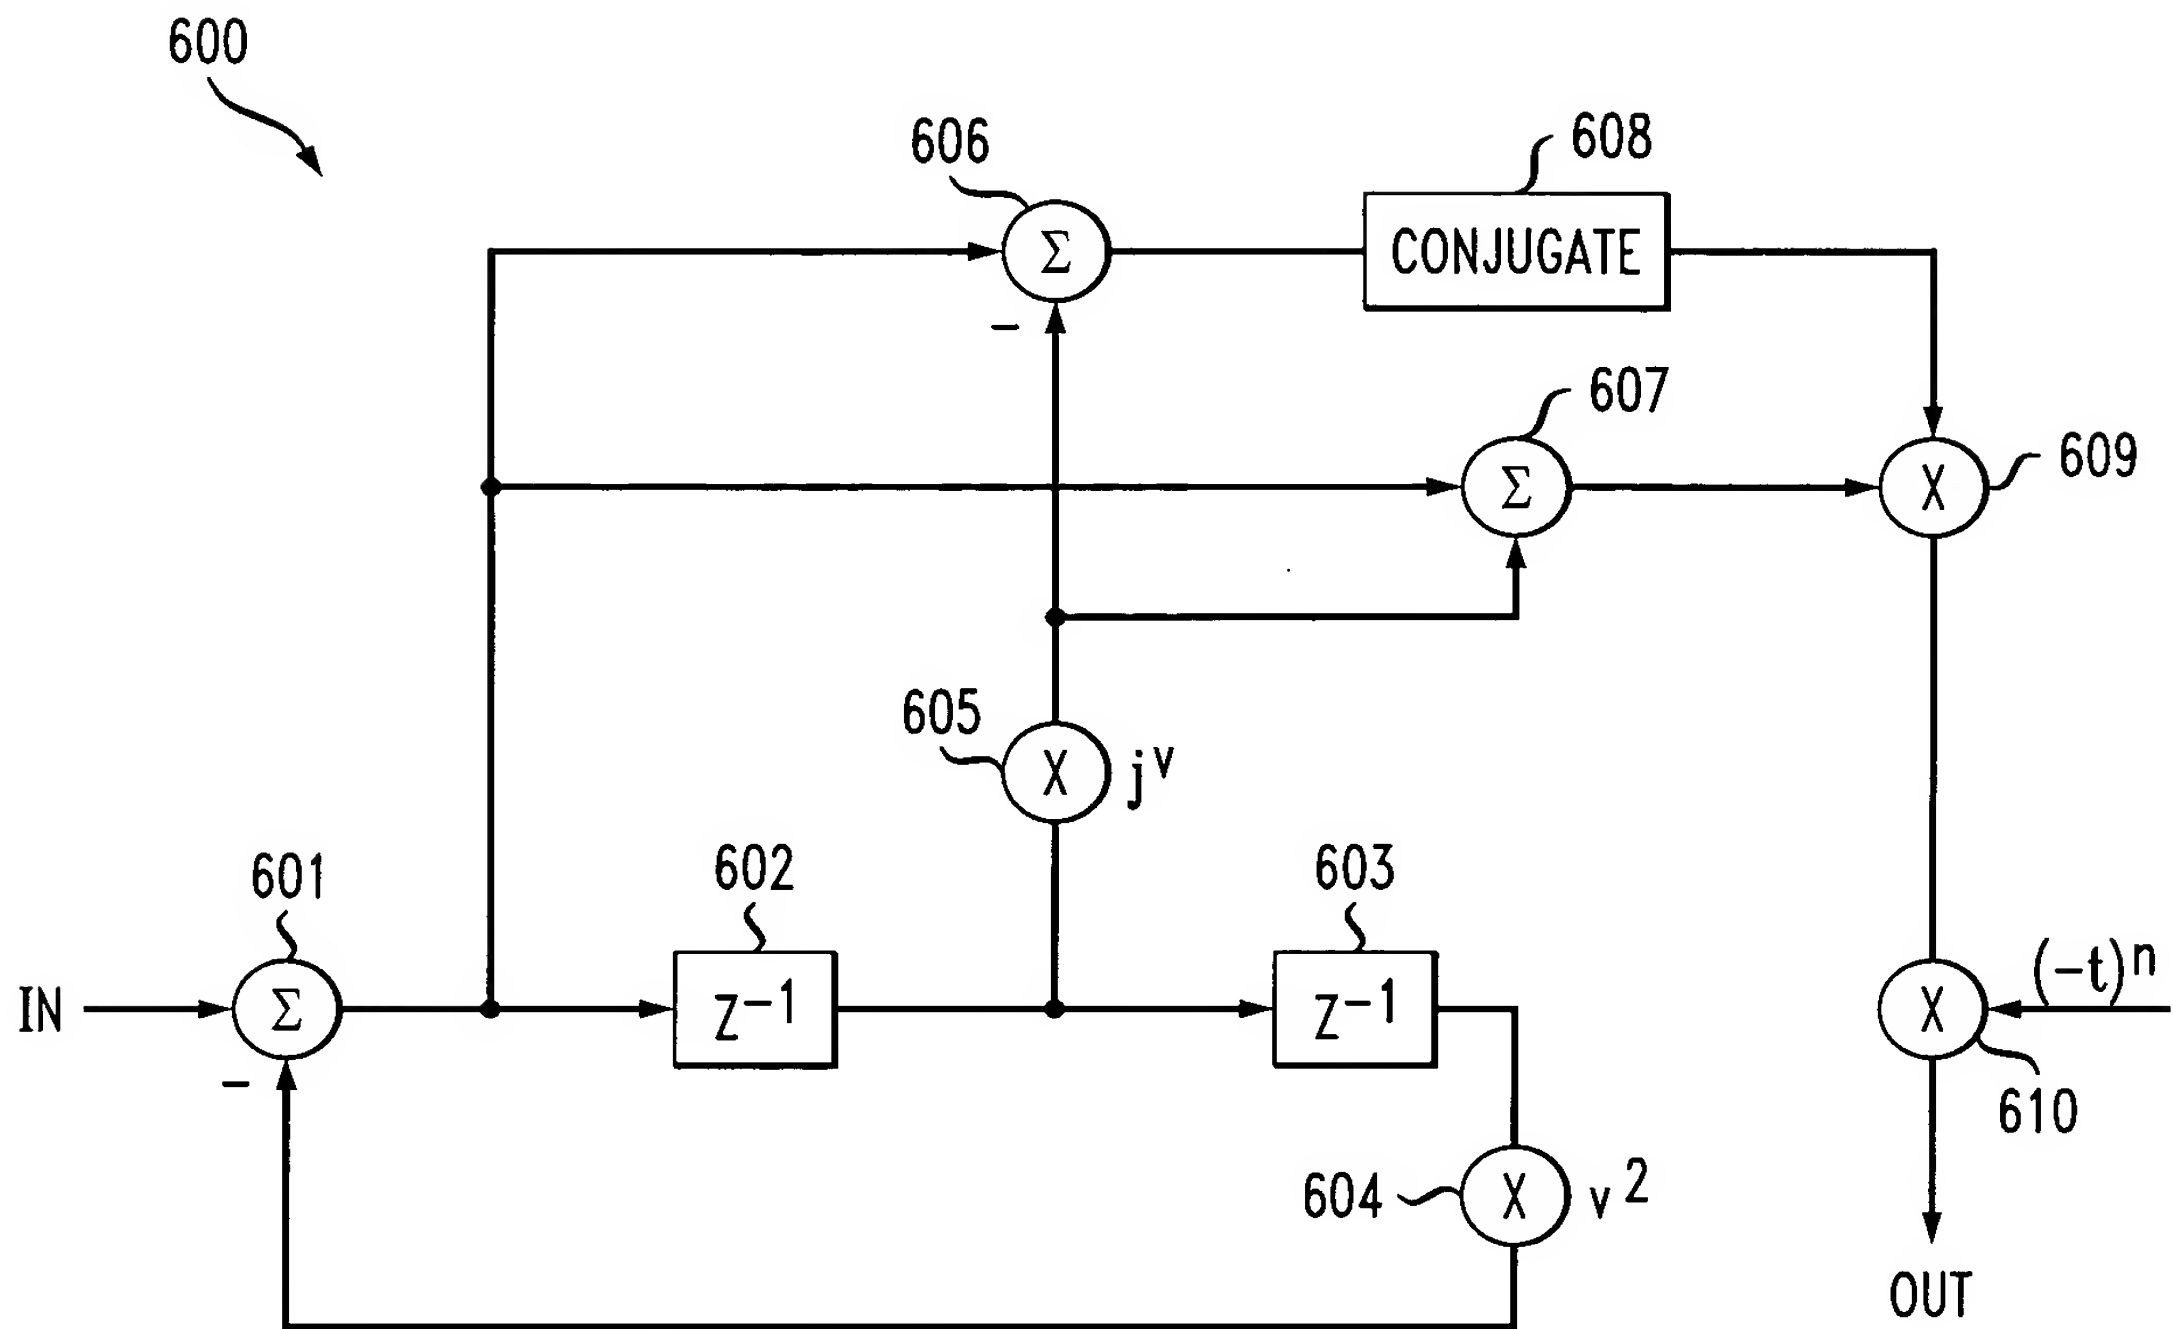 600
606
608
Σ
CONJUGATE
-
607
609
Σ
X
605
X
j^v
601
602
603
IN
Σ
z^-1
z^-1
X
(-t)^n
-
610
604
X
v^2
OUT